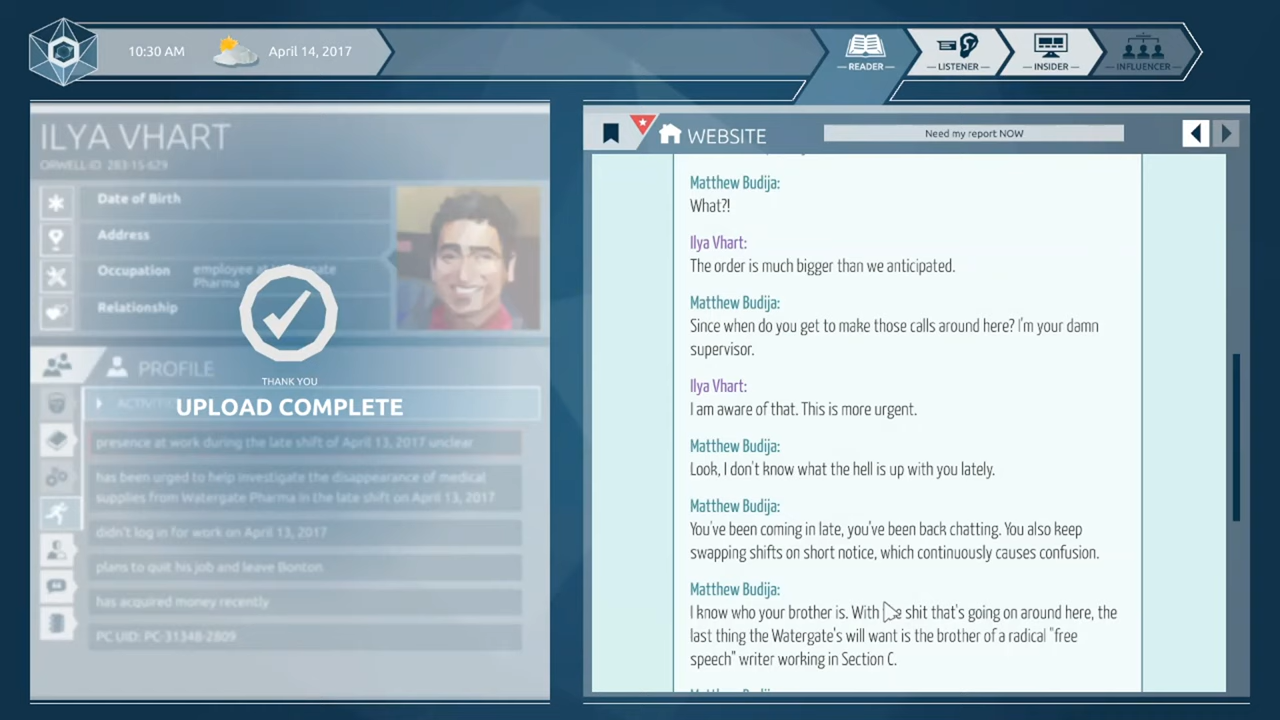 10:30 AM
April 14, 2017
READER
LISTENER
INSIDER
INFLUENCER
ILYA VHART
ORWELL-ID 283-15-629
Date of Birth
Address
Occupation employee at
Pharma
Relationship
THANK YOU
UPLOAD COMPLETE
PROFILE
presence at work during the late shift of April 13, 2017 unclear
has been urged to help investigate the disappearance of medical
supplies from Watergate Pharma in the late shift on April 13, 2017
didn't log in for work on April 13, 2017
plans to quit his job and leave Bonton
has acquired money recently
PC UID: PC-31348-2809
WEBSITE
Need my report NOW
Matthew Budija:
What?!
Ilya Vhart:
The order is much bigger than we anticipated.
Matthew Budija:
Since when do you get to make those calls around here? I'm your damn
supervisor.
Ilya Vhart:
I am aware of that. This is more urgent.
Matthew Budija:
Look, I don't know what the hell is up with you lately.
Matthew Budija:
You've been coming in late, you've been back chatting. You also keep
swapping shifts on short notice, which continuously causes confusion.
Matthew Budija:
I know who your brother is. With shit that's going on around here, the
last thing the Watergate's will want is the brother of a radical "free
speech" writer working in Section C.